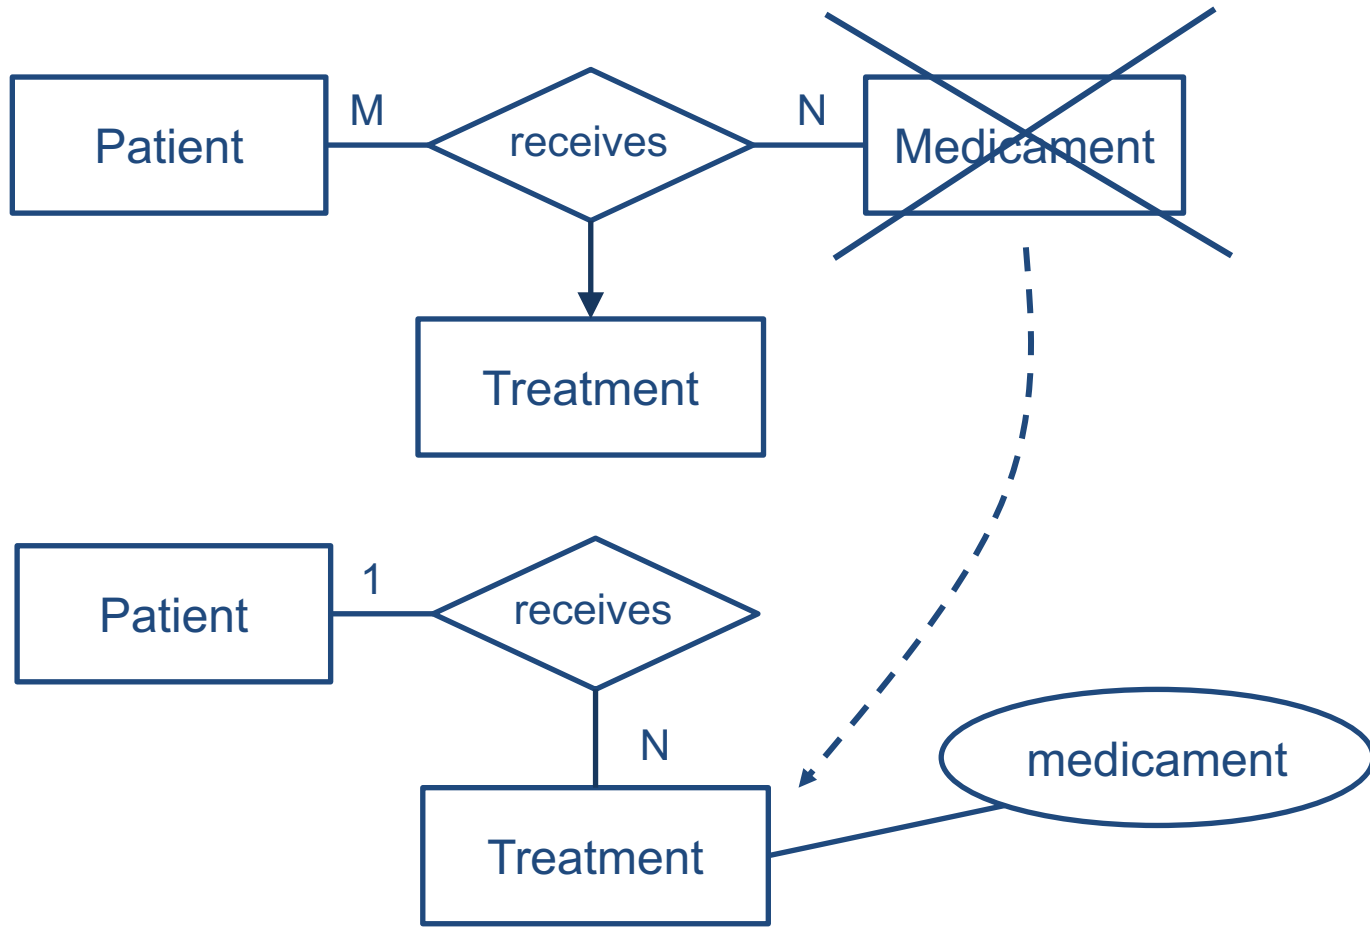 Patient
M
receives
N
Medicament
Treatment
Patient
1
receives
N
medicament
Treatment